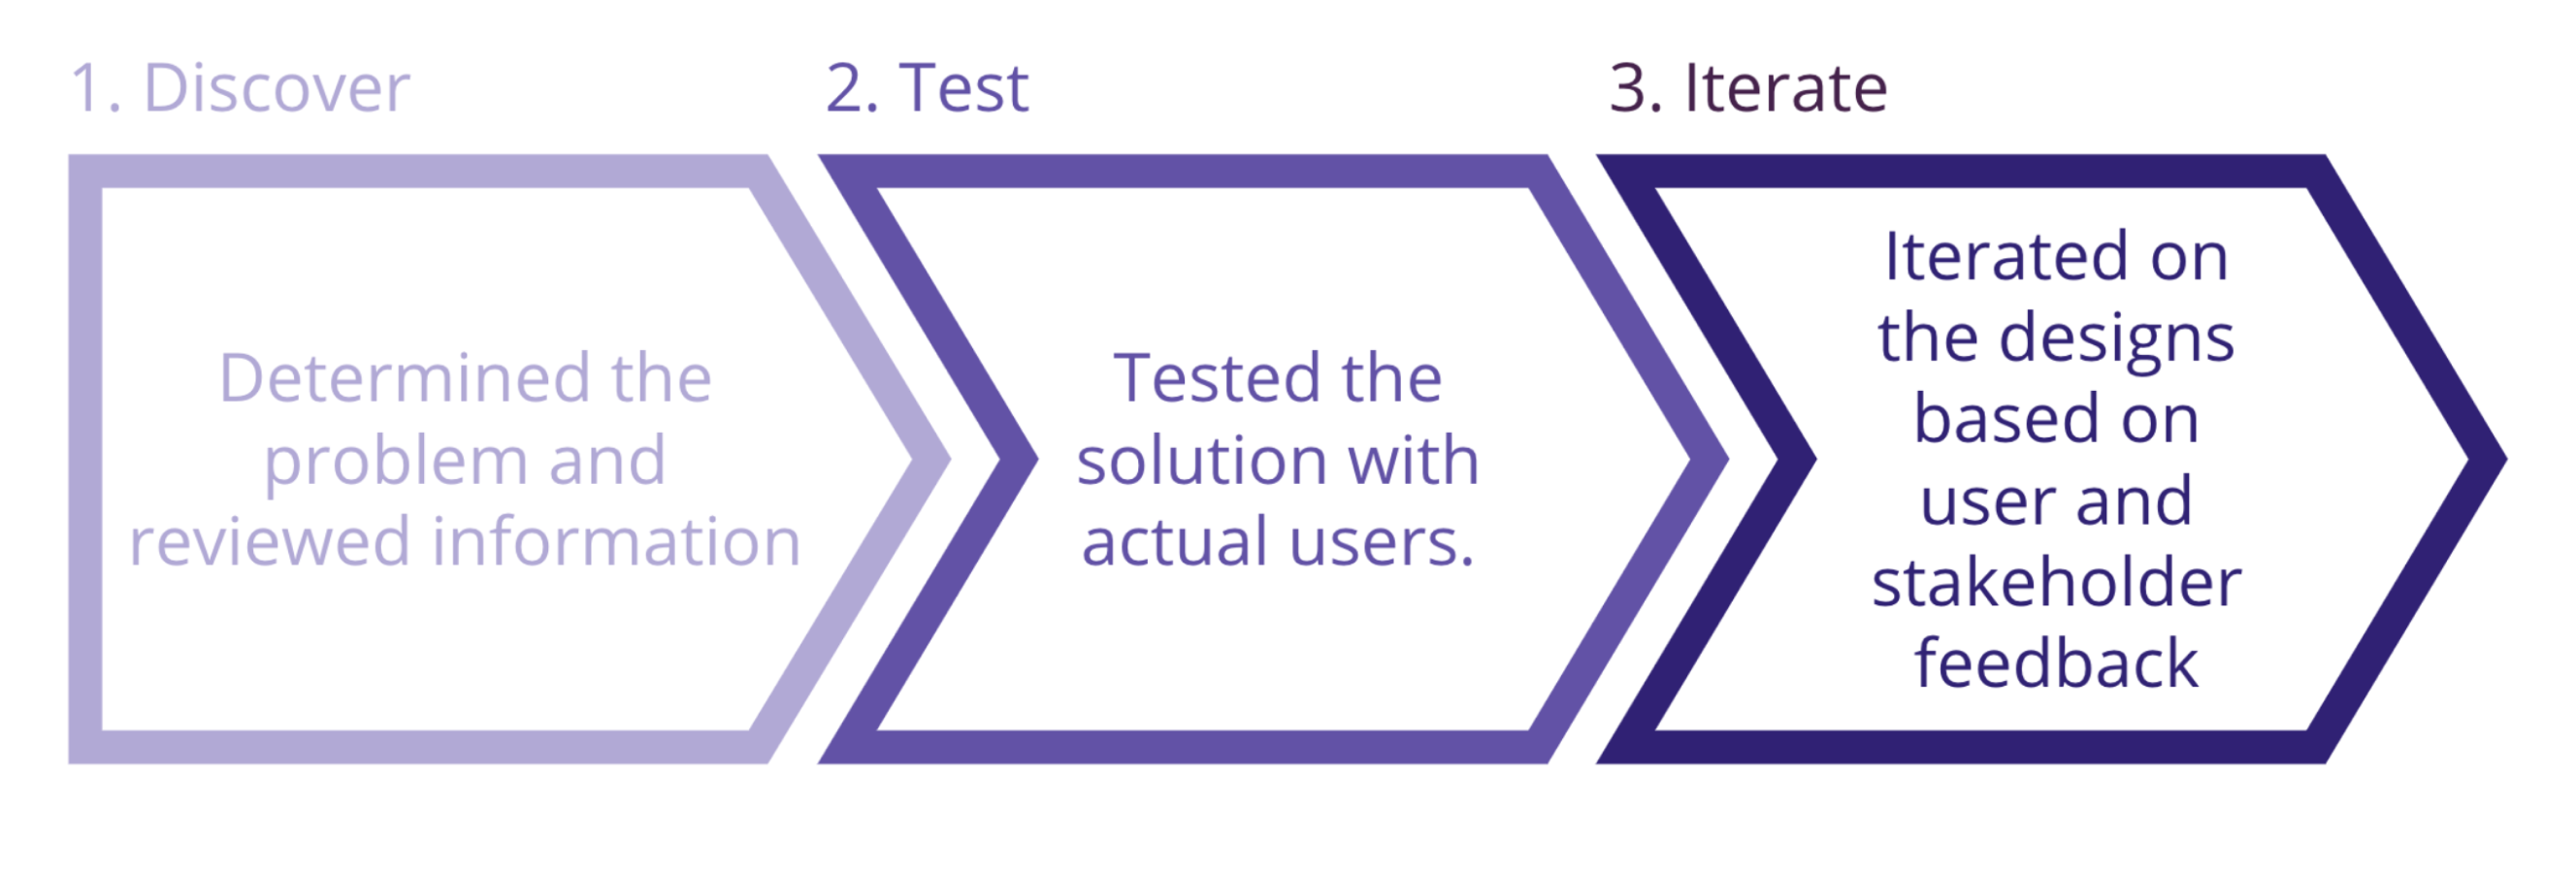 1. Discover
Determined the
problem and
reviewed information
2. Test
Tested the
solution with
actual users.
3. Iterate
Iterated on
the designs
based on
user and
stakeholder
feedback